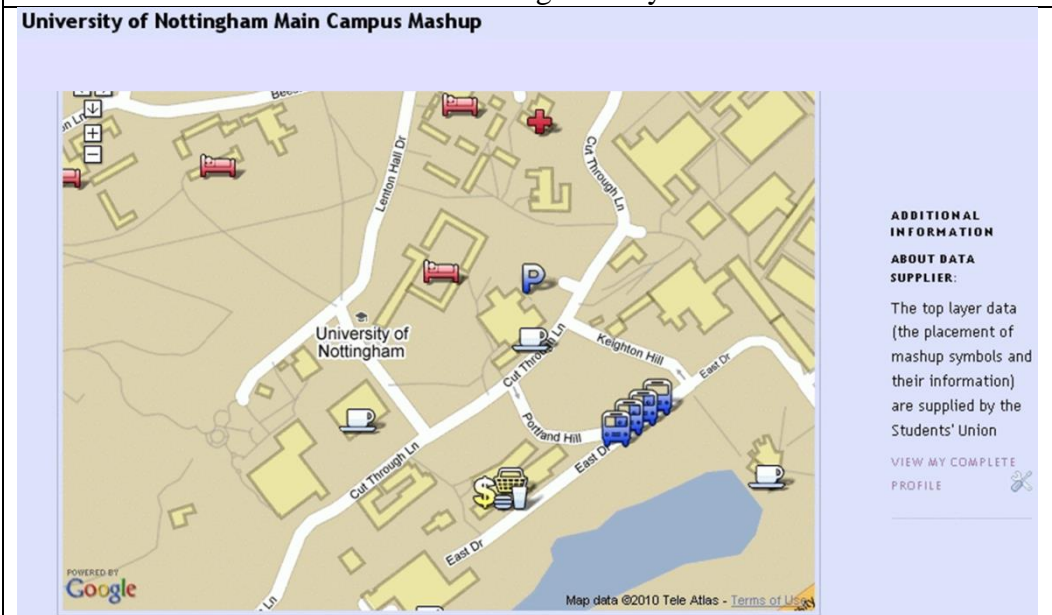 University of Nottingham Main Campus Mashup
Lenton Hall Dr
Cut Through Ln
P
University of
Nottingham
Cut Through Ln
Keighton Hill
East Dr
Portland Hill
Cut Through Ln
East Dr
$
East Dr
Ln
POWERED BY
Google
Map data ©2010 Tele Atlas - Terms of Use
ADDITIONAL
INFORMATION
ABOUT DATA
SUPPLIER:
The top layer data
(the placement of
mashup symbols and
their information)
are supplied by the
Students' Union
VIEW MY COMPLETE
PROFILE